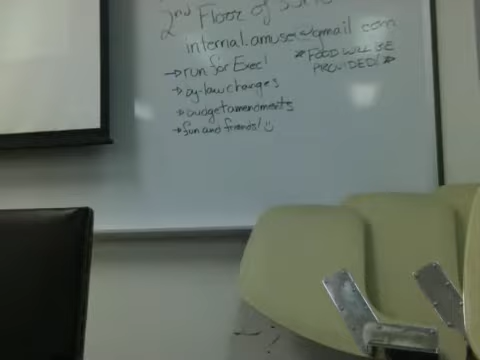 2nd Floor of
internal.amuse@gmail.com
→run for Exec!
*FOOD WILL BE
PROVIDED!*
→by-law changes
→budget amendments
→fun and friends! :)